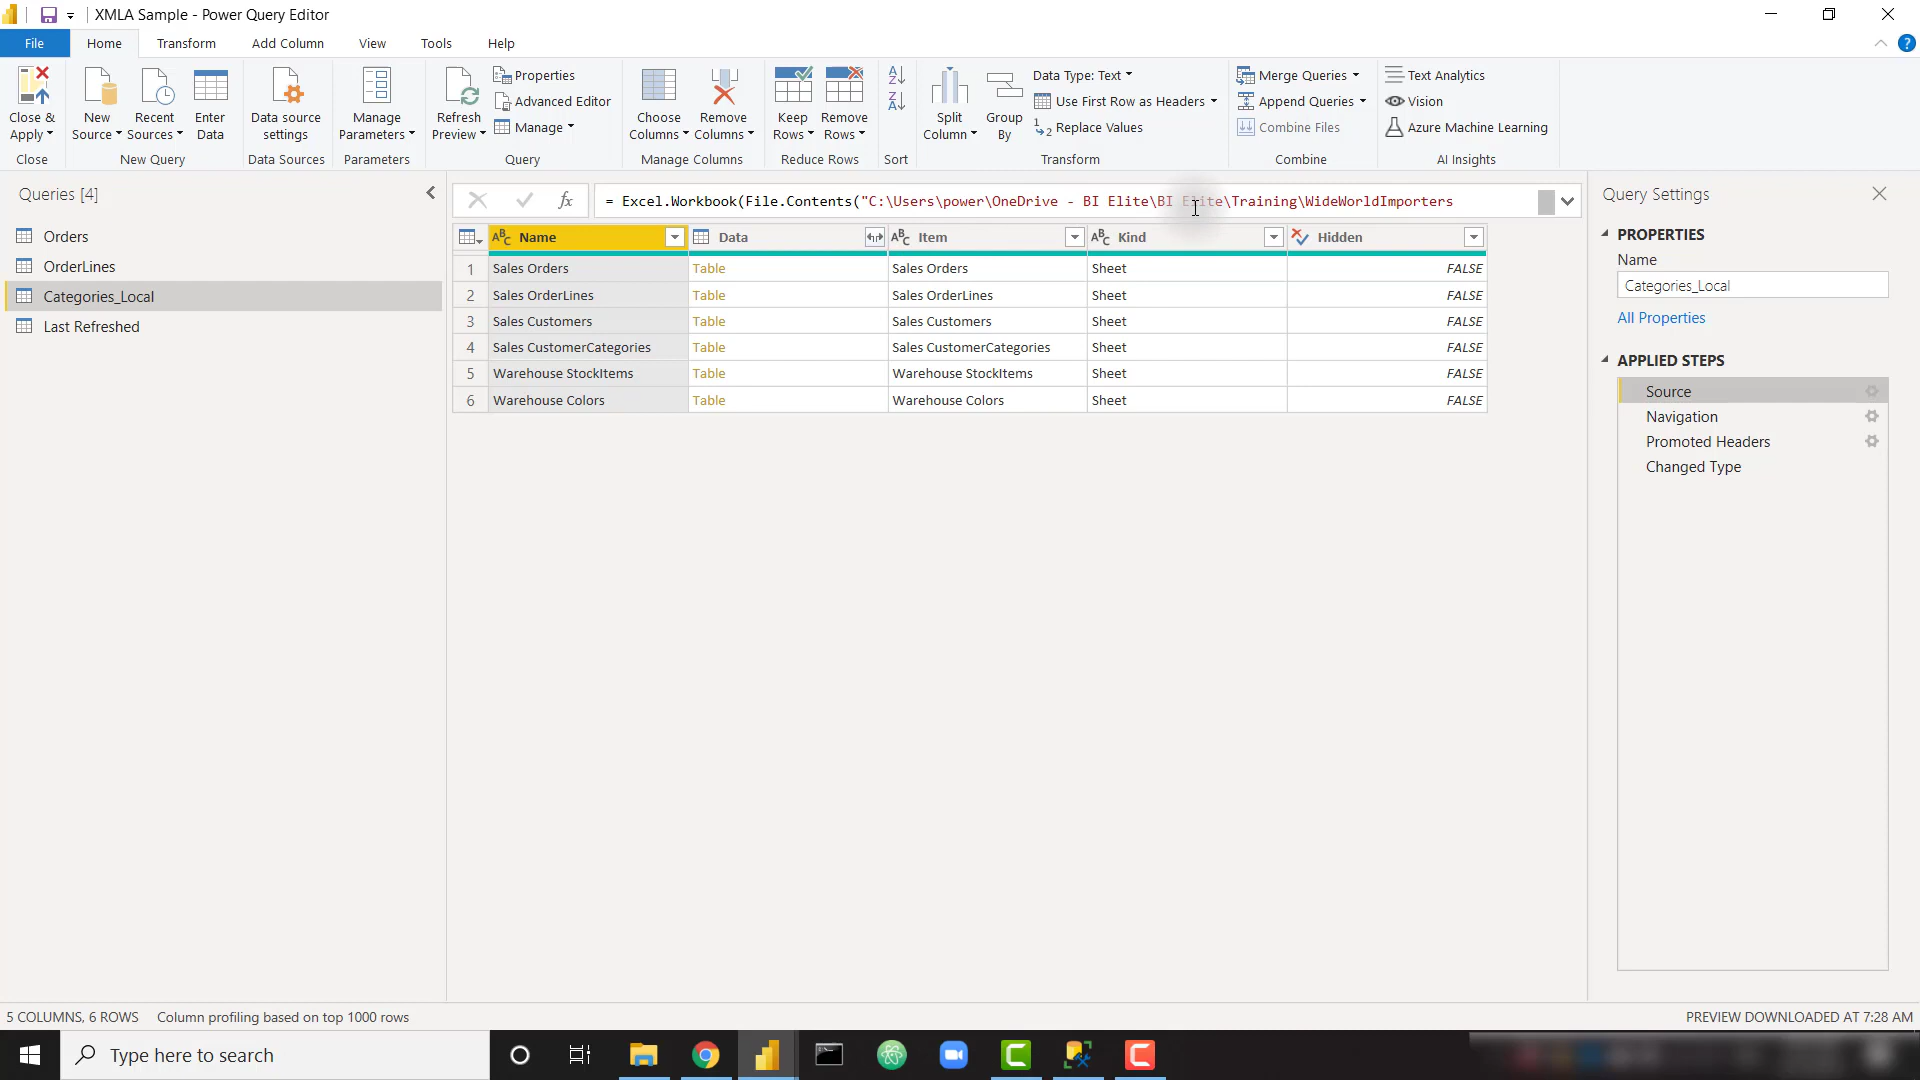 XMLA Sample - Power Query Editor
File Home Transform Add Column View Tools Help
Close & Apply
Close
New Source
Recent Sources
Enter Data
New Query
Data source settings
Data Sources
Manage Parameters
Parameters
Refresh Preview
Properties
Advanced Editor
Manage
Query
Choose Columns
Remove Columns
Manage Columns
Keep Rows
Remove Rows
Reduce Rows
Sort
Split Column
Group By
Data Type: Text
Use First Row as Headers
Replace Values
Transform
Merge Queries
Append Queries
Combine Files
Combine
Text Analytics
Vision
Azure Machine Learning
AI Insights
Queries [4]
Orders
OrderLines
Categories_Local
Last Refreshed
= Excel.Workbook(File.Contents("C:\Users\power\OneDrive - BI Elite\BI Elite\Training\WideWorldImporters
Name Data Item Kind Hidden
1 Sales Orders Table Sales Orders Sheet FALSE
2 Sales OrderLines Table Sales OrderLines Sheet FALSE
3 Sales Customers Table Sales Customers Sheet FALSE
4 Sales CustomerCategories Table Sales CustomerCategories Sheet FALSE
5 Warehouse StockItems Table Warehouse StockItems Sheet FALSE
6 Warehouse Colors Table Warehouse Colors Sheet FALSE
Query Settings
PROPERTIES
Name
Categories_Local
All Properties
APPLIED STEPS
Source
Navigation
Promoted Headers
Changed Type
5 COLUMNS, 6 ROWS Column profiling based on top 1000 rows
PREVIEW DOWNLOADED AT 7:28 AM
Type here to search